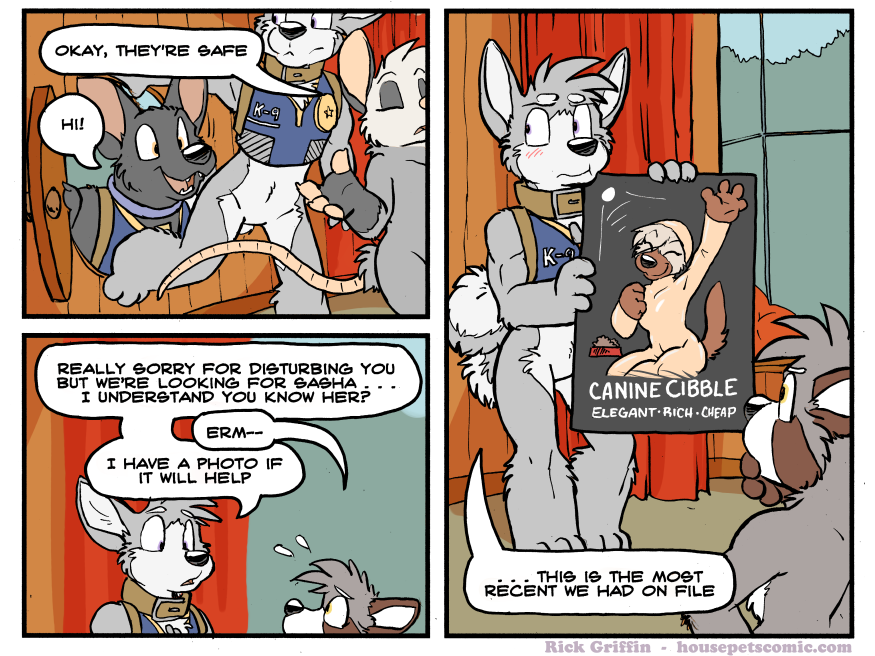 OKAY, THEY'RE SAFE
HI!
K-9
REALLY SORRY FOR DISTURBING YOU
BUT WE'RE LOOKING FOR SASHA . . .
I UNDERSTAND YOU KNOW HER?
ERM--
I HAVE A PHOTO IF
IT WILL HELP
K-9
CANINE CIBBLE
ELEGANT · RICH · CHEAP
. . . THIS IS THE MOST
RECENT WE HAD ON FILE
Rick Griffin - housepetscomic.com